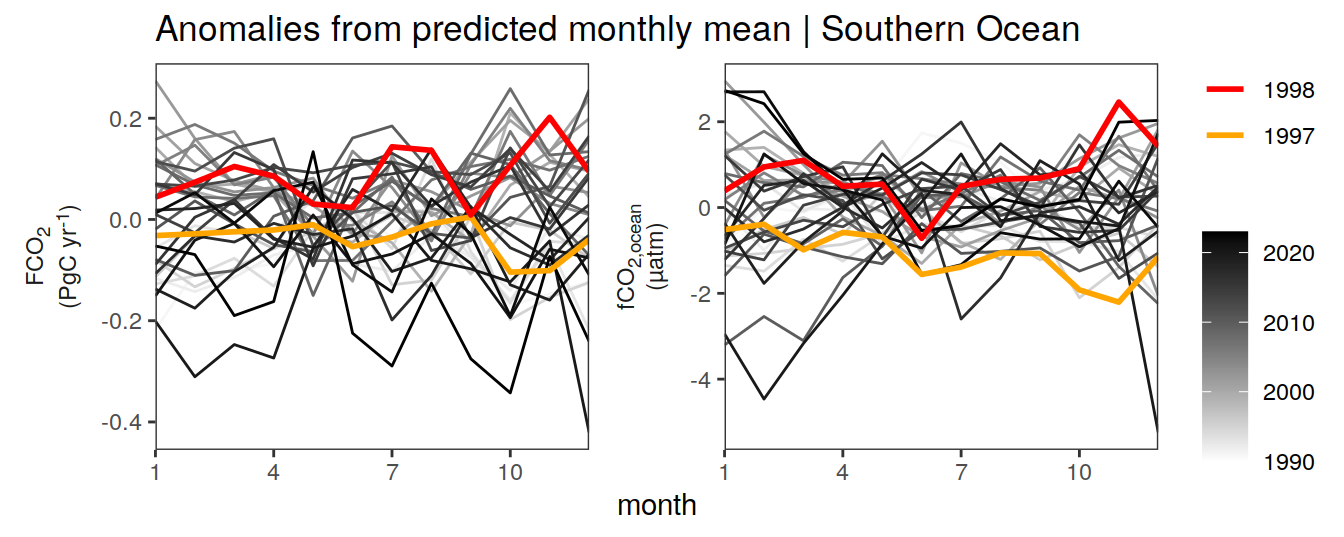 Anomalies from predicted monthly mean | Southern Ocean
FCO₂
(PgC yr⁻¹)
0.2
0.0
-0.2
-0.4
1 4 7 10
fCO₂,ocean
(µatm)
2
0
-2
-4
1 4 7 10
month
1998
1997
2020
2010
2000
1990